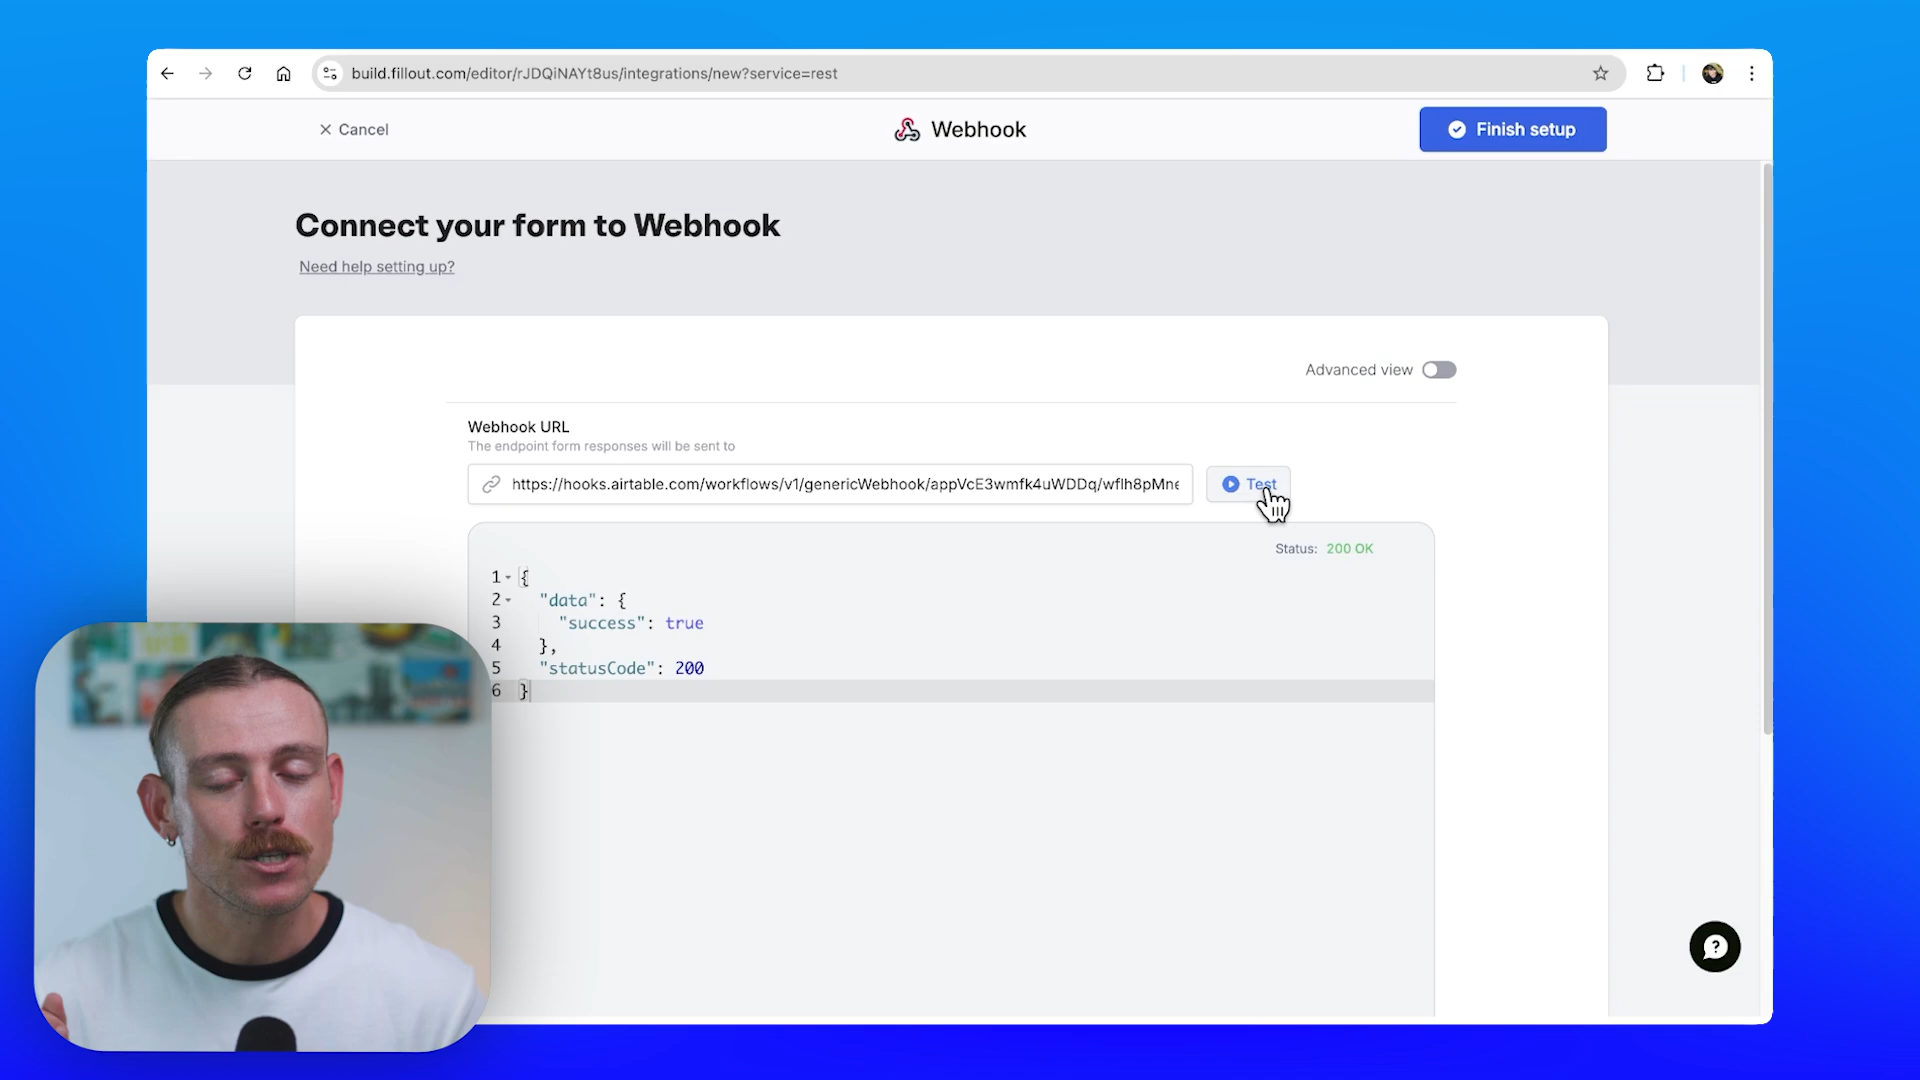 build.fillout.com/editor/rJDQiNAYt8us/integrations/new?service=rest
Cancel
Webhook
Finish setup
Connect your form to Webhook
Need help setting up?
Advanced view
Webhook URL
The endpoint form responses will be sent to
https://hooks.airtable.com/workflows/v1/genericWebhook/appVcE3wmfk4uWDDq/wflh8pMne
Test
Status: 200 OK
1 {
2 "data": {
3 "success": true
4 },
5 "statusCode": 200
6 }